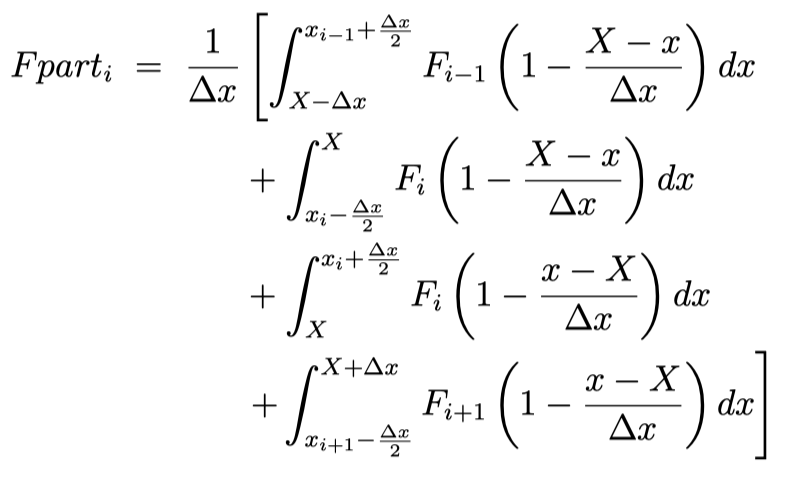 Fpart_i = \frac{1}{\Delta x} \left[ \int_{X-\Delta x}^{x_{i-1}+\frac{\Delta x}{2}} F_{i-1} \left( 1 - \frac{X - x}{\Delta x} \right) dx
+ \int_{x_i-\frac{\Delta x}{2}}^{X} F_i \left( 1 - \frac{X - x}{\Delta x} \right) dx
+ \int_{X}^{x_i+\frac{\Delta x}{2}} F_i \left( 1 - \frac{x - X}{\Delta x} \right) dx
+ \int_{x_{i+1}-\frac{\Delta x}{2}}^{X+\Delta x} F_{i+1} \left( 1 - \frac{x - X}{\Delta x} \right) dx \right]